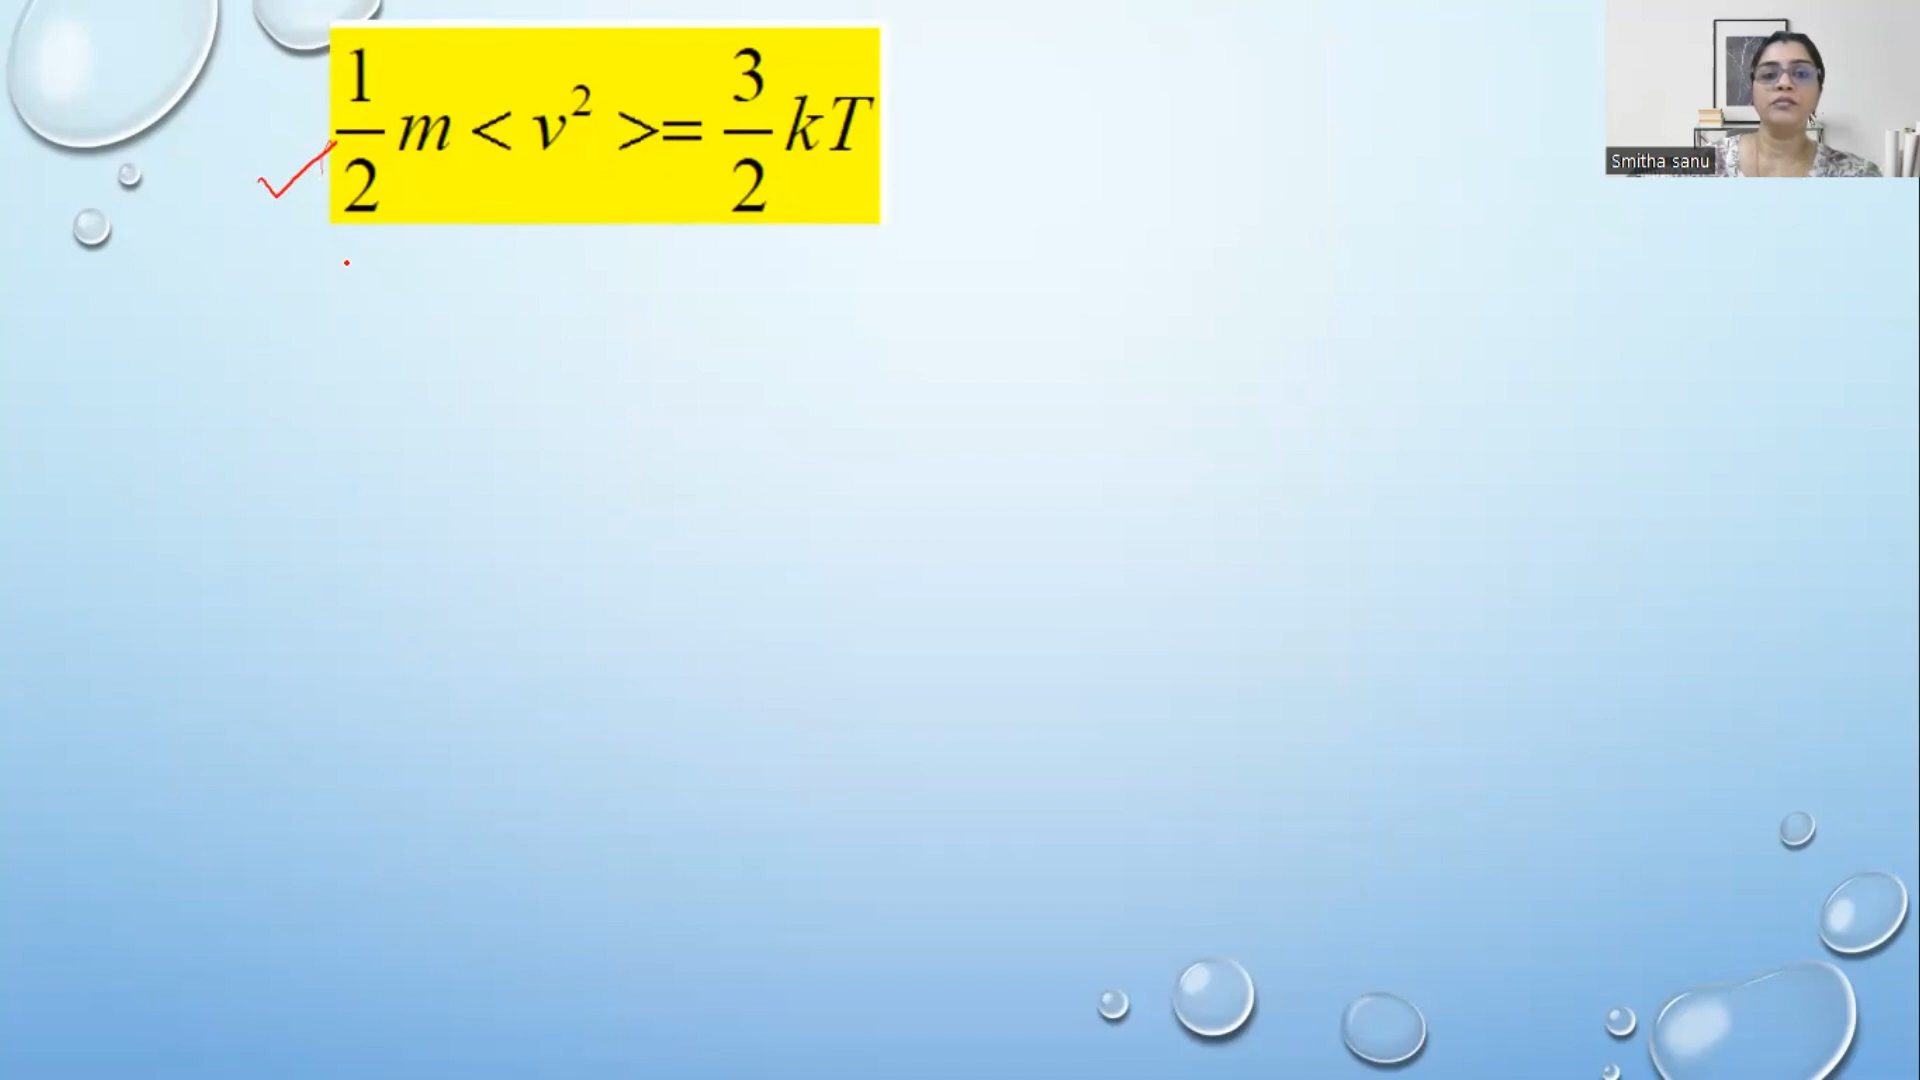 1/2 m < v² >= 3/2 kT
Smitha sanu